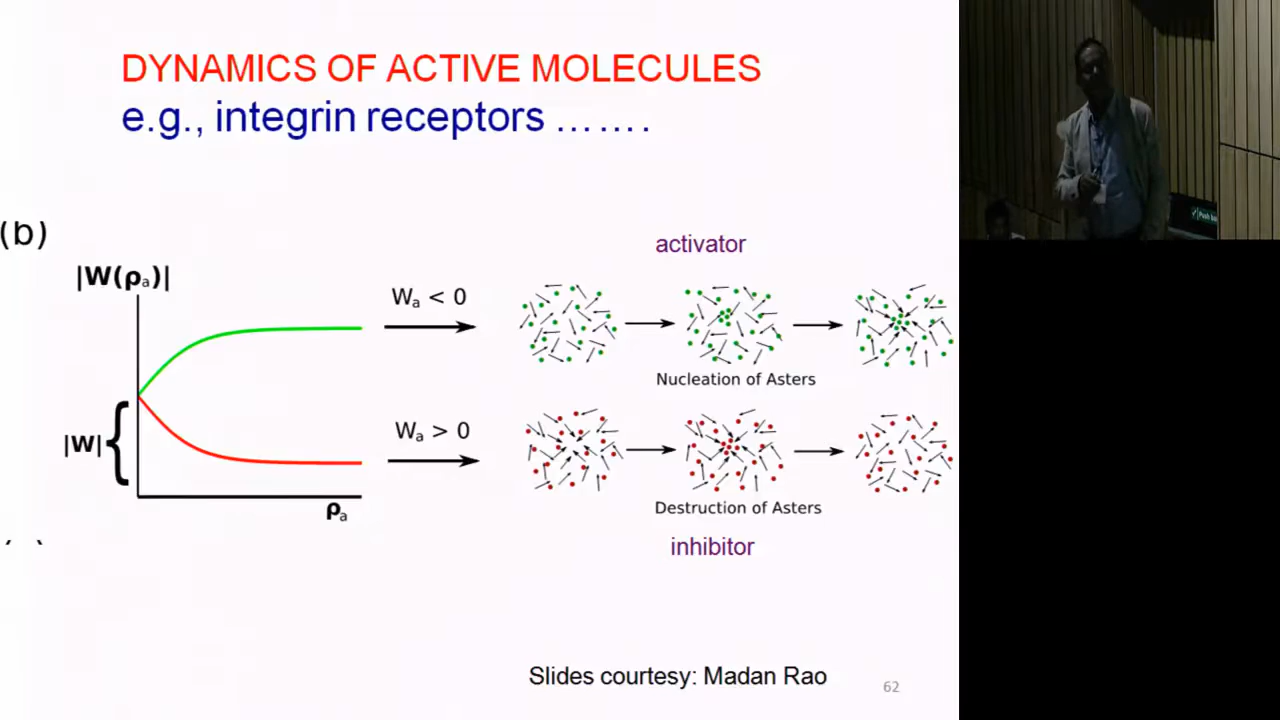 DYNAMICS OF ACTIVE MOLECULES
e.g., integrin receptors …….
(b)
|W(ρa)|
Wa < 0
activator
Nucleation of Asters
|W|
Wa > 0
Destruction of Asters
ρa
inhibitor
Slides courtesy: Madan Rao
62